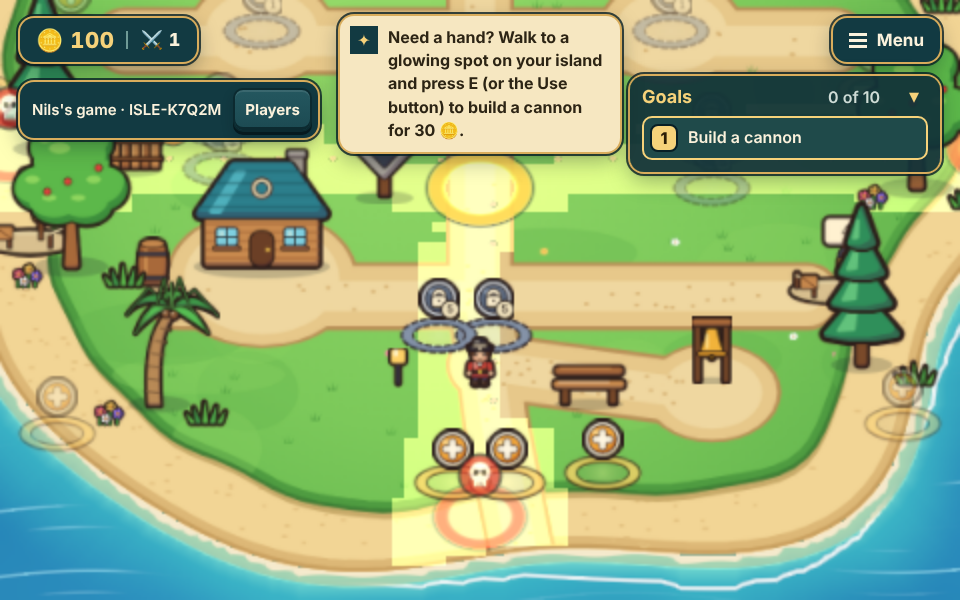 100 | 1
Need a hand? Walk to a
glowing spot on your island
and press E (or the Use
button) to build a cannon
for 30 .
Menu
Nils's game · ISLE-K7Q2M
Players
Goals 0 of 10
1 Build a cannon